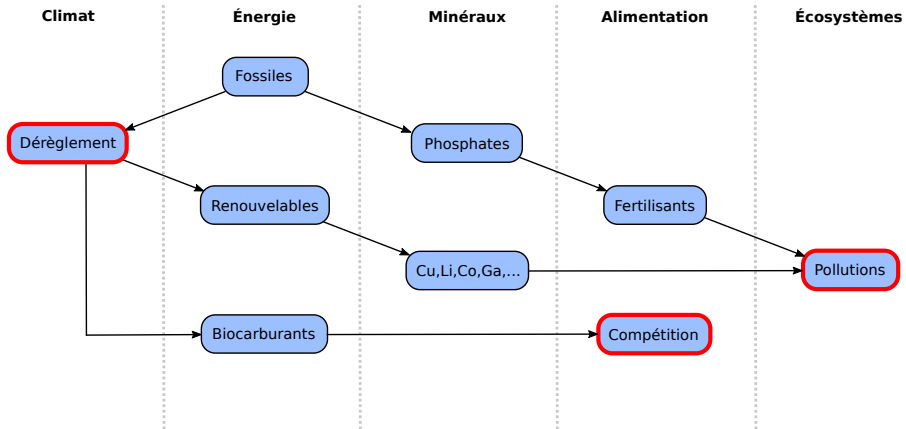 Climat
Énergie
Minéraux
Alimentation
Écosystèmes
Fossiles
Dérèglement
Phosphates
Renouvelables
Fertilisants
Cu,Li,Co,Ga,...
Pollutions
Biocarburants
Compétition